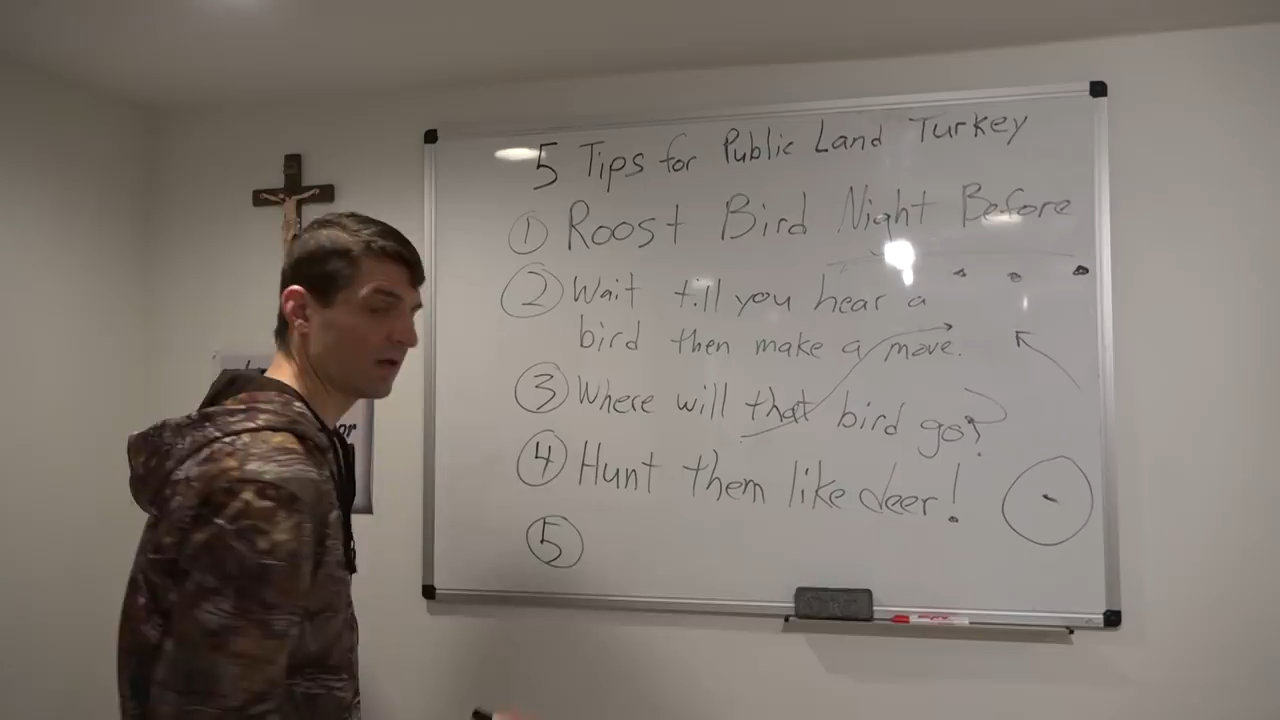 5 Tips for Public Land Turkey
1 Roost Bird Night Before
2 Wait till you hear a
bird then make a move.
3 Where will that bird go?
4 Hunt them like deer!
5
or